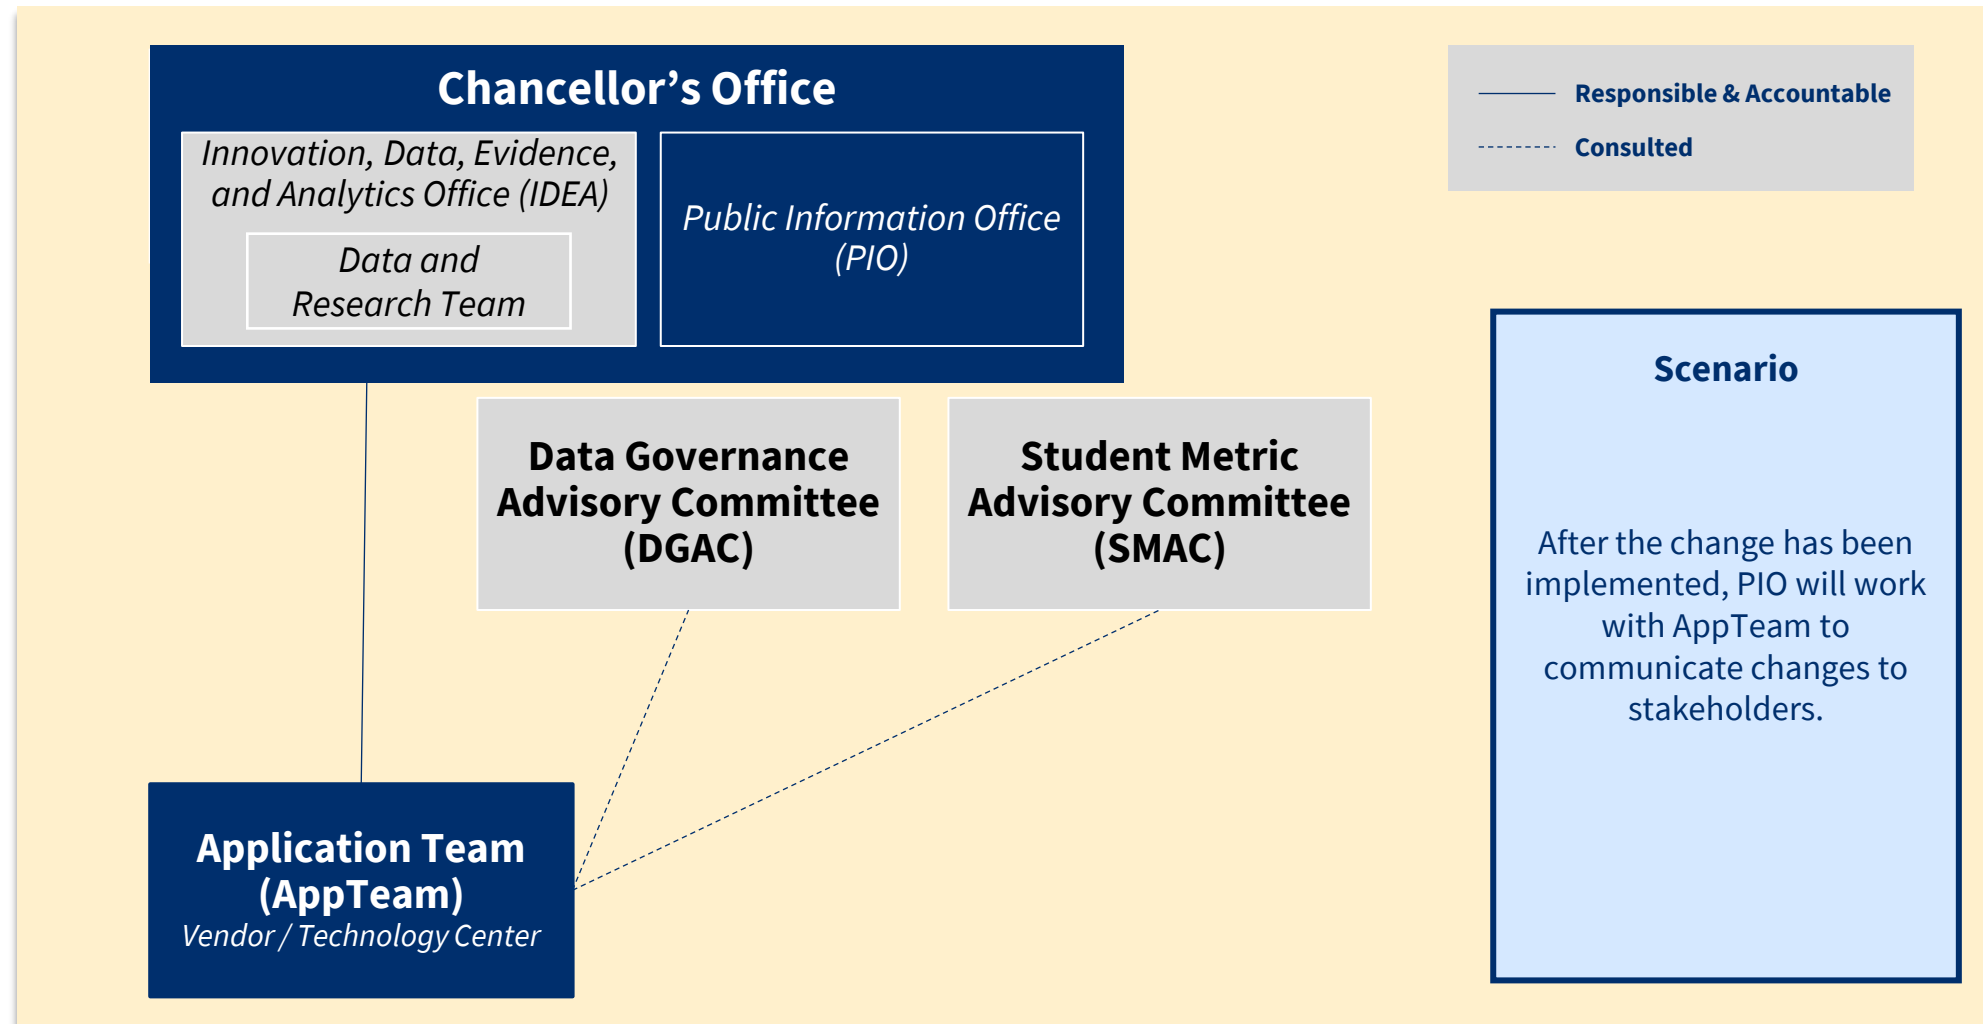 Chancellor’s Office
Innovation, Data, Evidence,
and Analytics Office (IDEA)
Data and
Research Team
Public Information Office
(PIO)
Responsible & Accountable
Consulted
Data Governance
Advisory Committee
(DGAC)
Student Metric
Advisory Committee
(SMAC)
Application Team
(AppTeam)
Vendor / Technology Center
Scenario
After the change has been
implemented, PIO will work
with AppTeam to
communicate changes to
stakeholders.